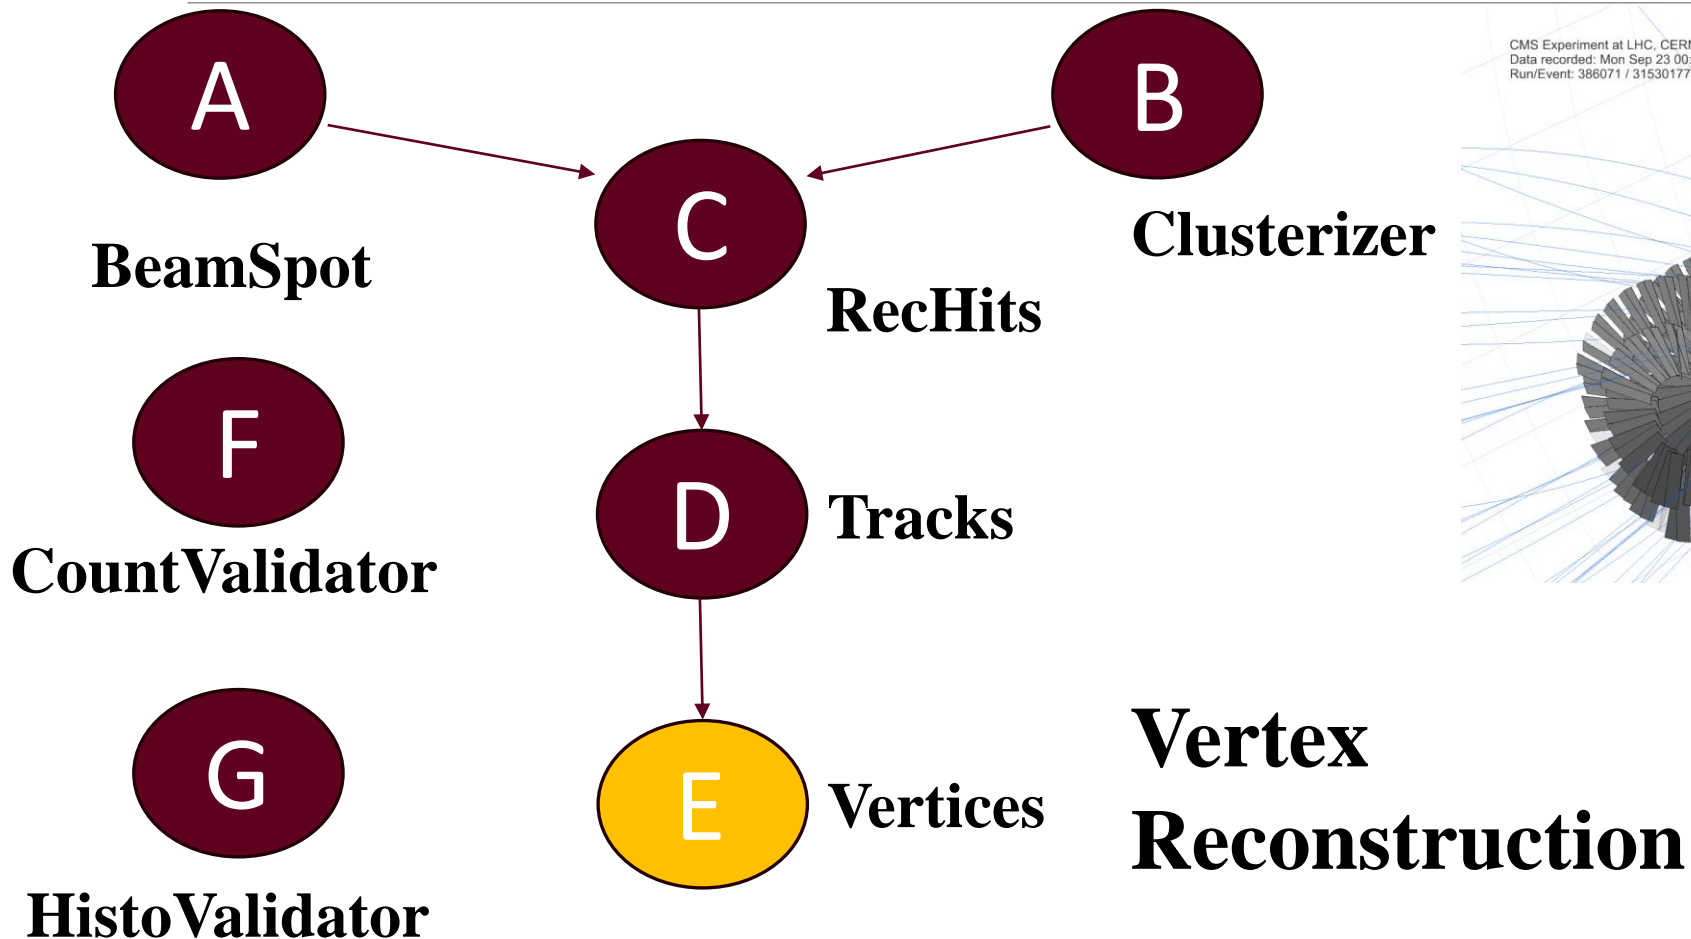 A
B
CMS Experiment at LHC, CERN
Data recorded: Mon Sep 23 00:
Run/Event: 386071 / 31530177
C
Clusterizer
BeamSpot
RecHits
F
D
Tracks
CountValidator
G
E
Vertices
Vertex
Reconstruction
HistoValidator